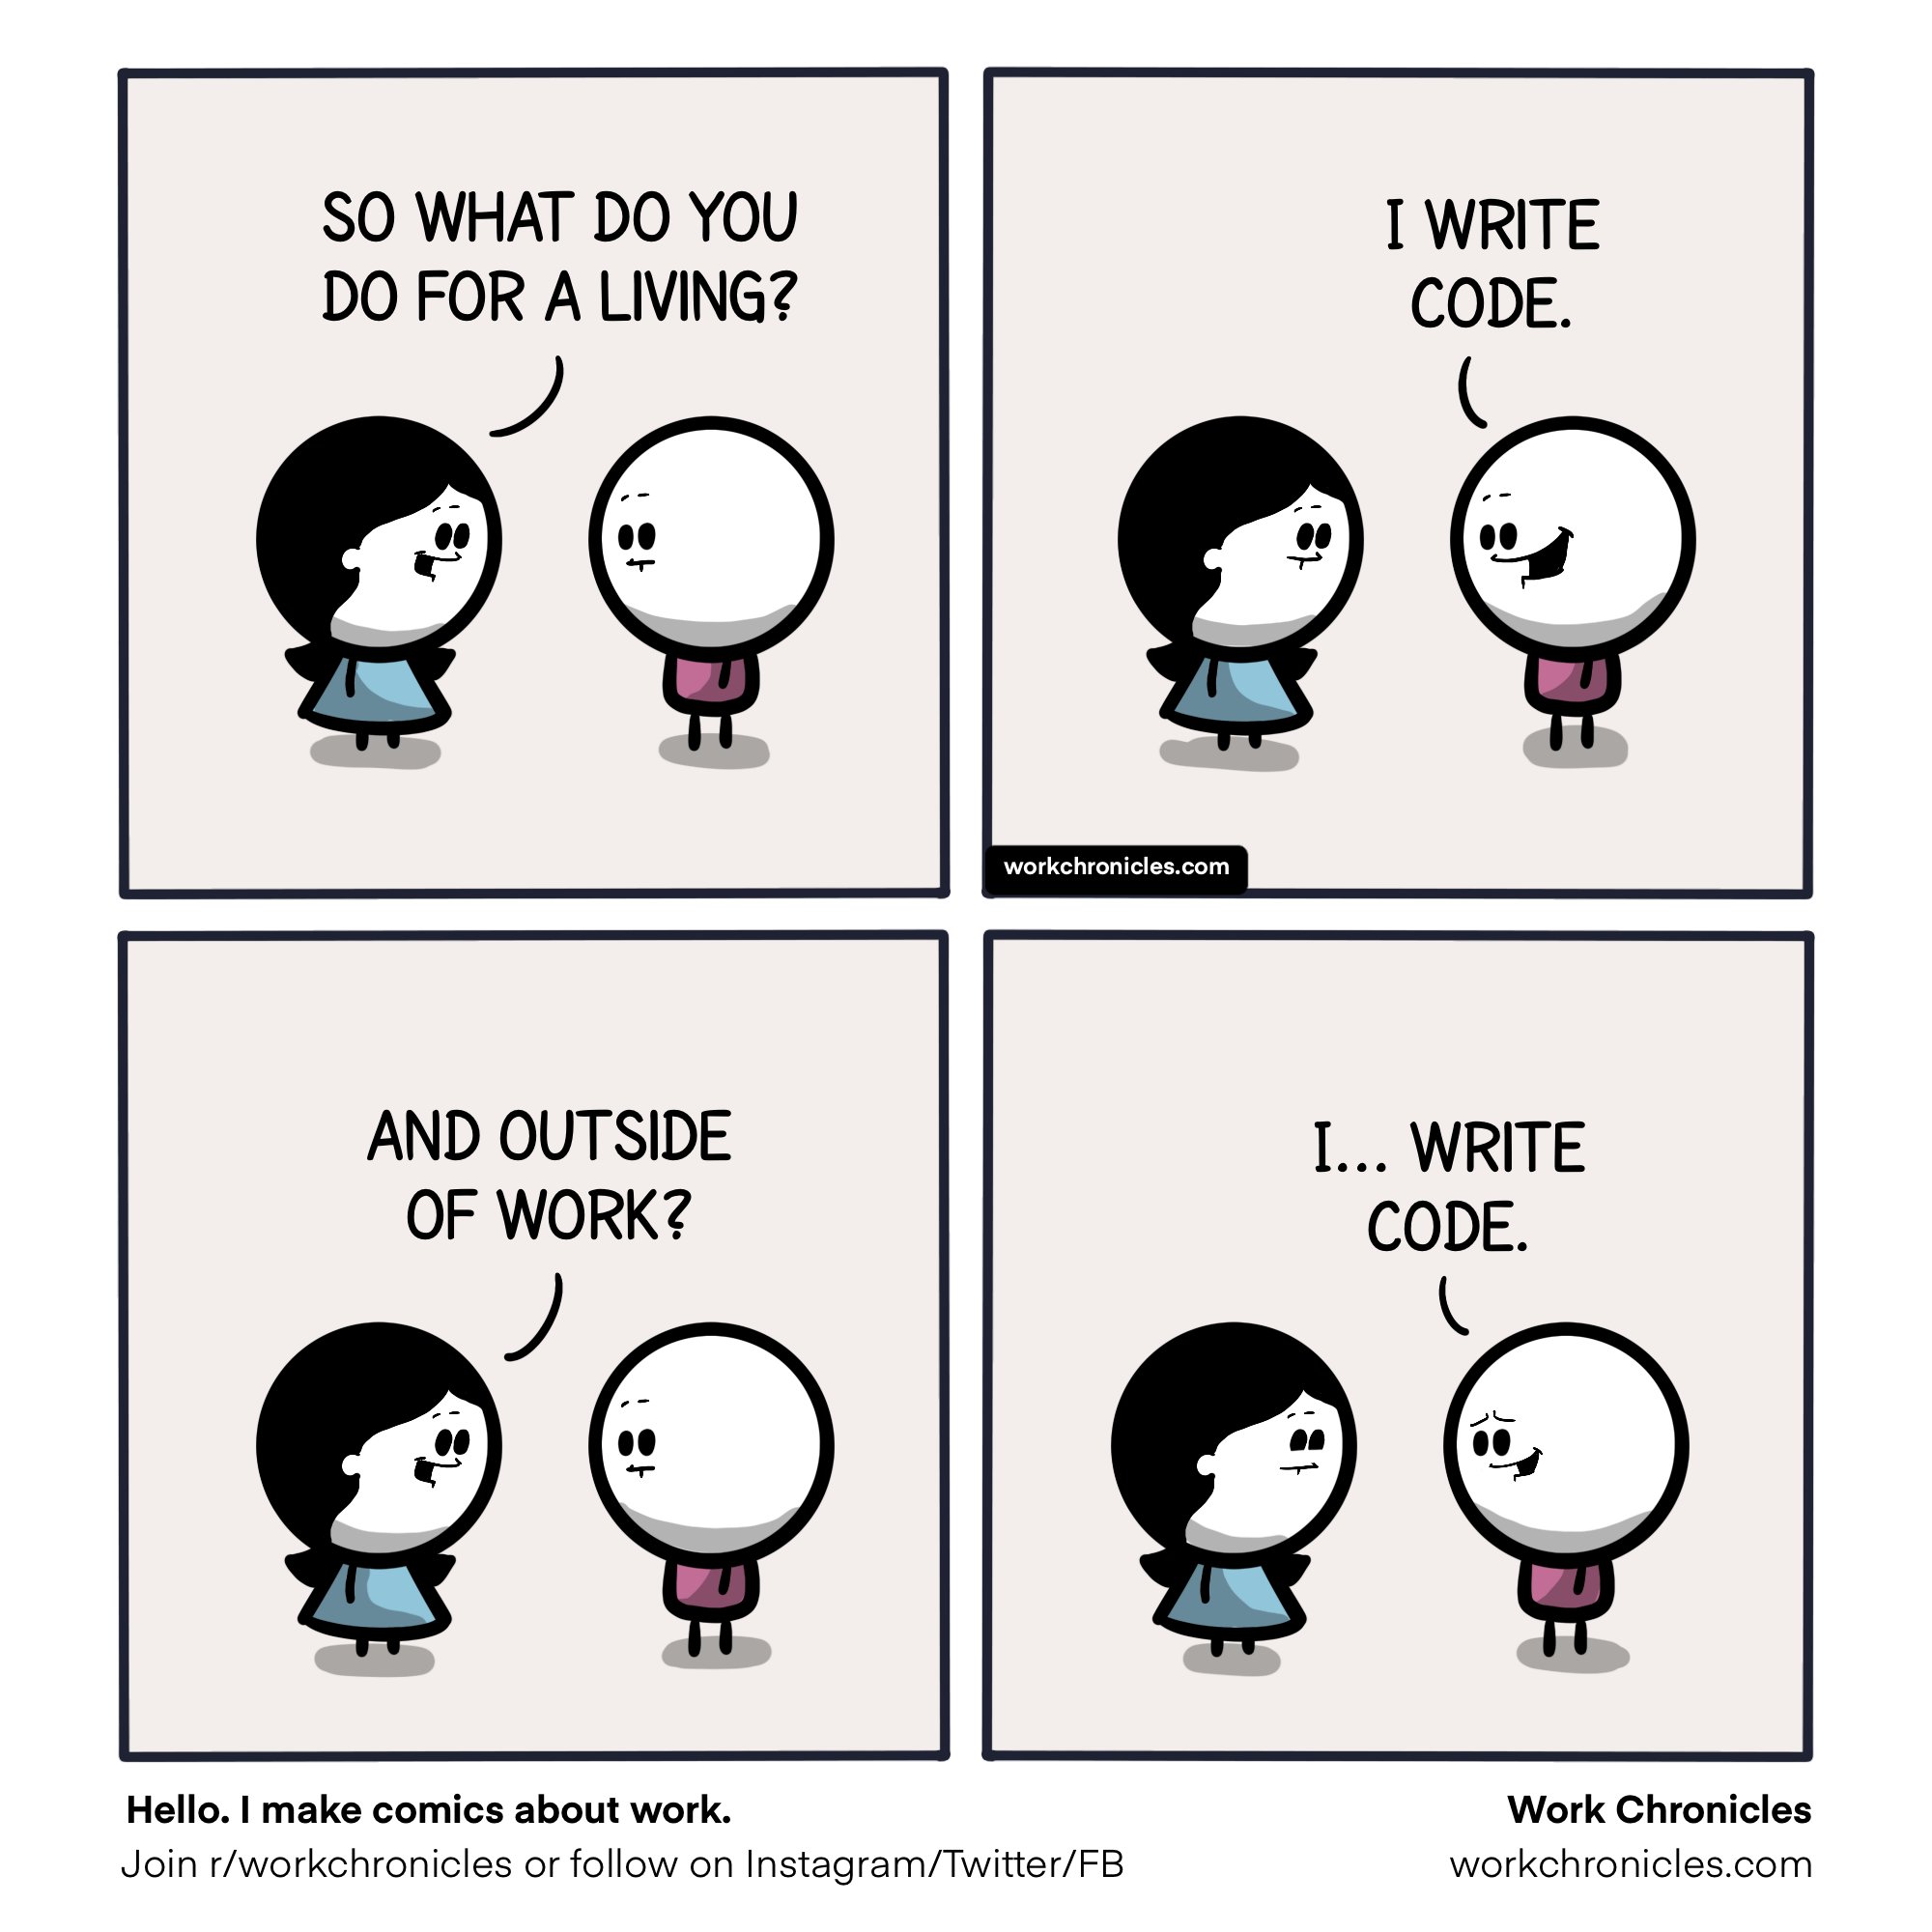 SO WHAT DO YOU
DO FOR A LIVING?
I WRITE
CODE.
workchronicles.com
AND OUTSIDE
OF WORK?
I... WRITE
CODE.
Hello. I make comics about work.
Join r/workchronicles or follow on Instagram/Twitter/FB
Work Chronicles
workchronicles.com